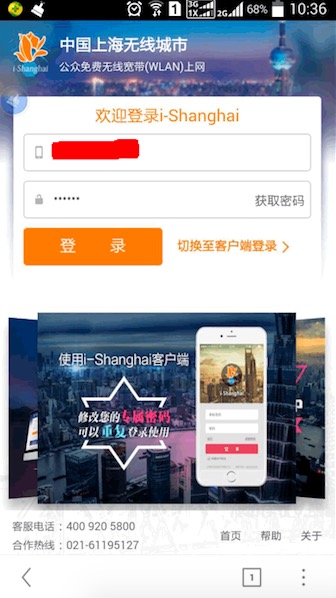 3G
1
1X
2G
68%
10:36
i-Shanghai
中国上海无线城市
公众免费无线宽带(WLAN)上网
欢迎登录i-Shanghai
······
获取密码
登 录
切换至客户端登录
使用i-Shanghai客户端
修改您的专属密码
可以重复登录使用
i-Shanghai
登 录
客服电话：400 920 5800
合作热线：021-61195127
首页 帮助 关于
1